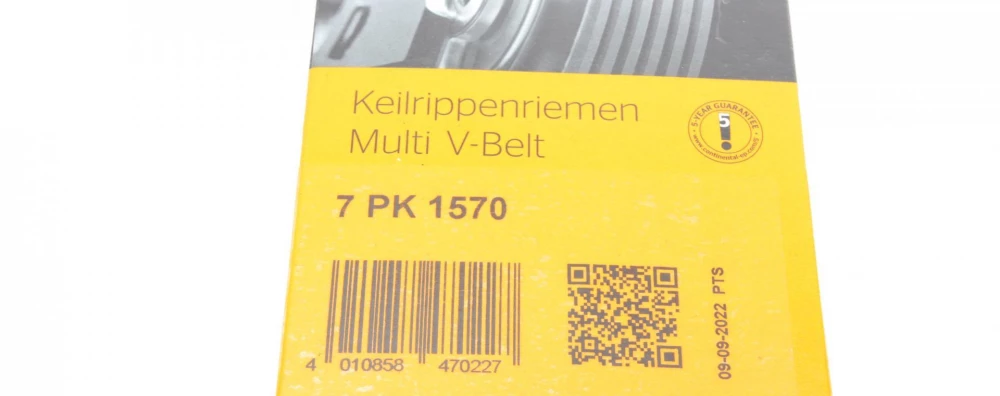 Keilrippenriemen
Multi V-Belt
5-YEAR GUARANTEE
5
7 PK 1570
4 010858 470227
09-09-2022 PTS